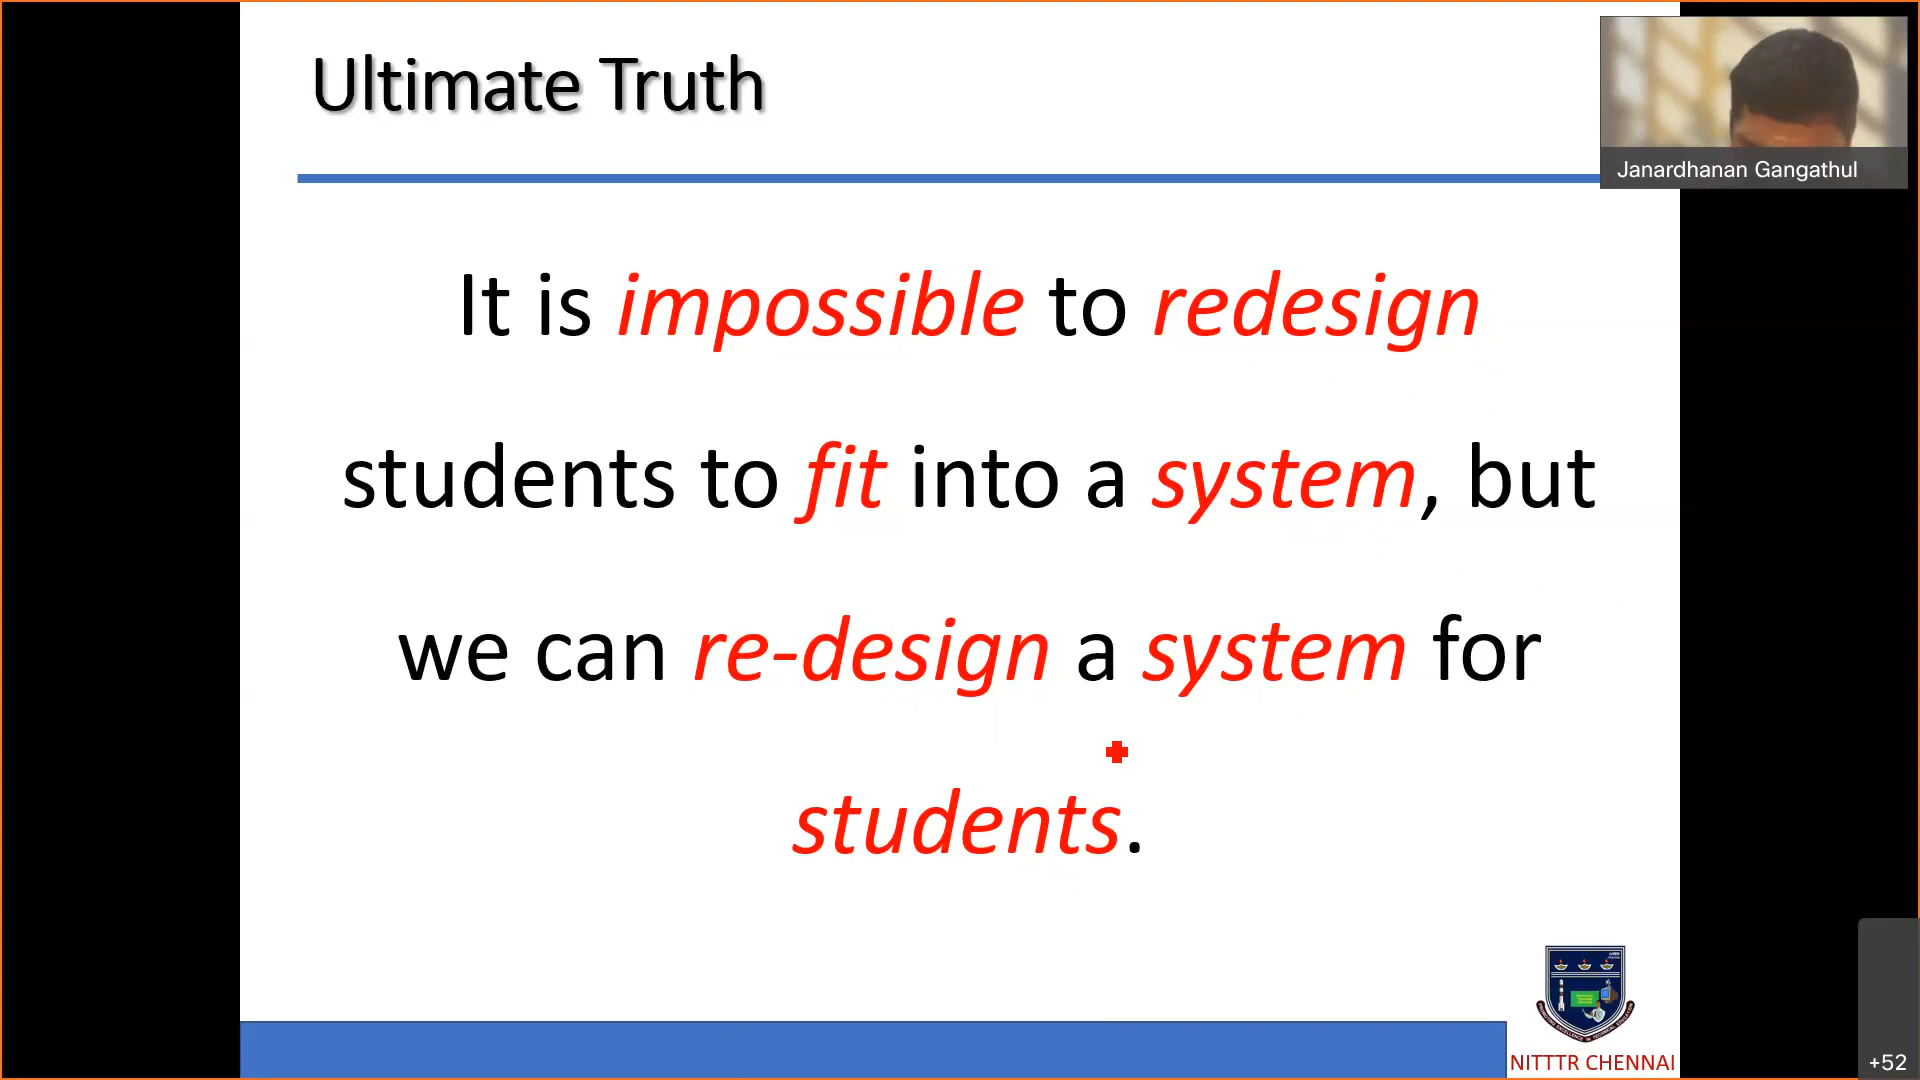 Ultimate Truth
Janardhanan Gangathul
It is impossible to redesign
students to fit into a system, but
we can re-design a system for
students.
NITTTR CHENNAI
+52